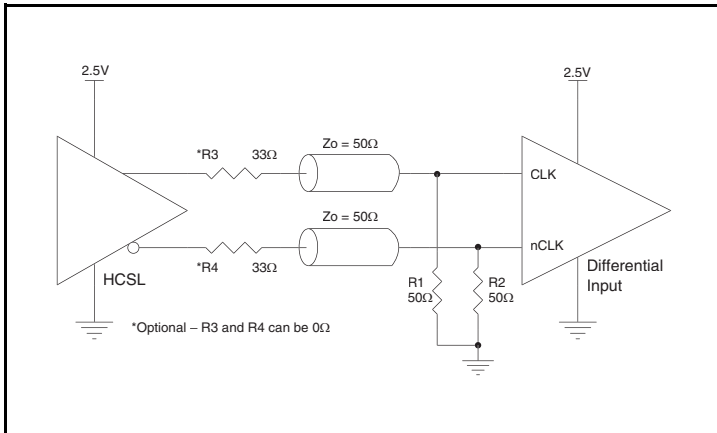 2.5V
2.5V
*R3 33Ω
Zo = 50Ω
CLK
Zo = 50Ω
nCLK
*R4 33Ω
HCSL
R1
50Ω
R2
50Ω
Differential
Input
*Optional – R3 and R4 can be 0Ω